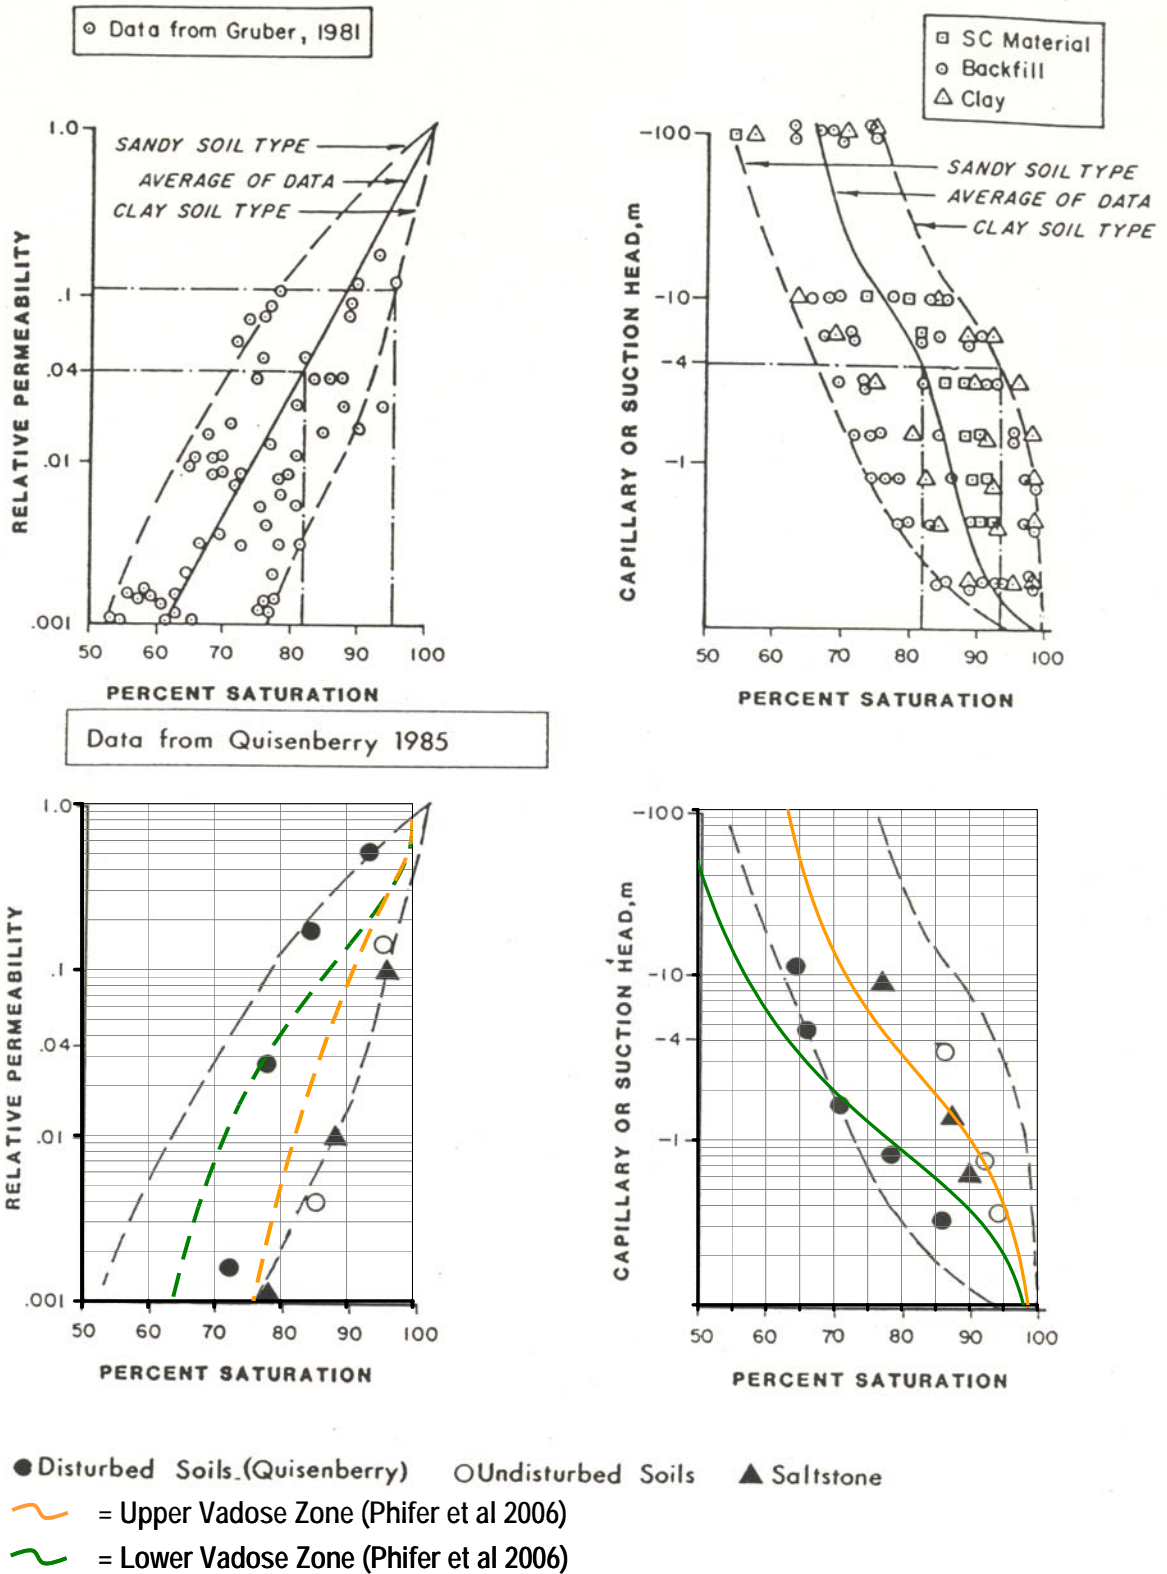 Data from Gruber, 1981
SC Material
Backfill
Clay
1.0
.1
.04
.01
.001
RELATIVE PERMEABILITY
SANDY SOIL TYPE
AVERAGE OF DATA
CLAY SOIL TYPE
50 60 70 80 90 100
PERCENT SATURATION
-100
-10
-4
-1
CAPILLARY OR SUCTION HEAD,m
SANDY SOIL TYPE
AVERAGE OF DATA
CLAY SOIL TYPE
50 60 70 80 90 100
PERCENT SATURATION
Data from Quisenberry 1985
1.0
.1
.04
.01
.001
RELATIVE PERMEABILITY
50 60 70 80 90 100
PERCENT SATURATION
-100
-10
-4
-1
CAPILLARY OR SUCTION HEAD,m
50 60 70 80 90 100
PERCENT SATURATION
Disturbed Soils (Quisenberry) Undisturbed Soils Saltstone
= Upper Vadose Zone (Phifer et al 2006)
= Lower Vadose Zone (Phifer et al 2006)